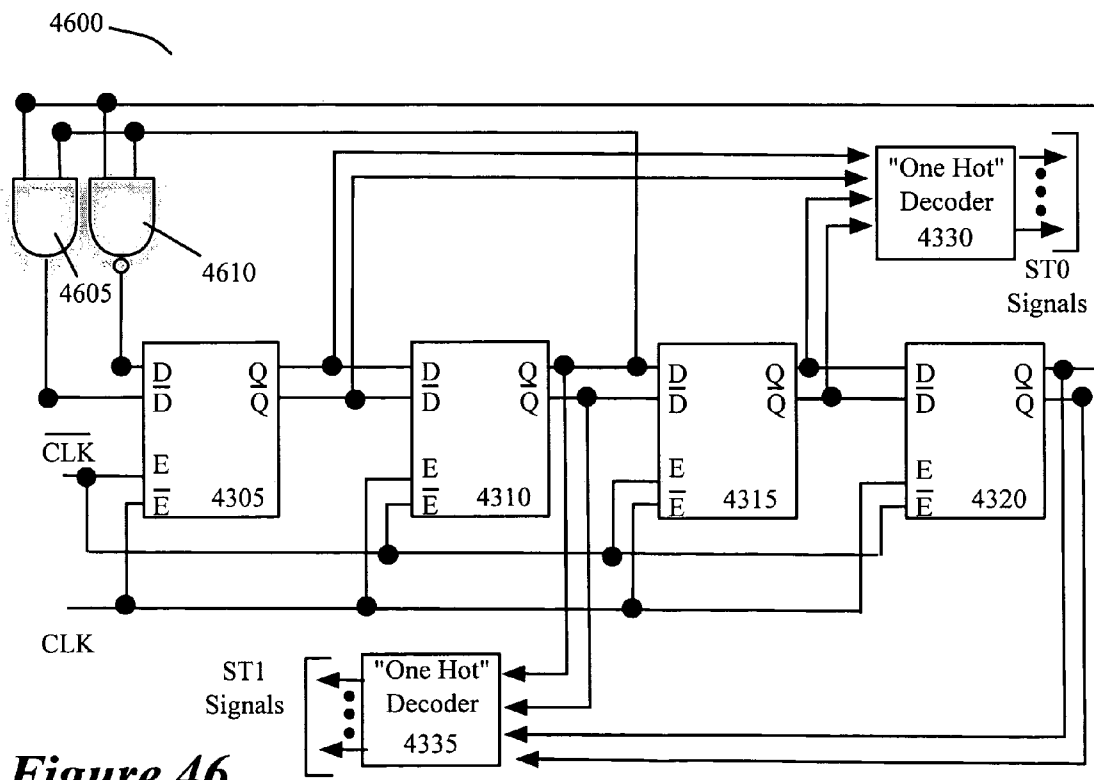 4600
"One Hot"
Decoder
4330
ST0
Signals
4605
4610
D Q
D̅ Q̅
E
E̅
4305
D Q
D̅ Q̅
E
E̅
4310
D Q
D̅ Q̅
E
E̅
4315
D Q
D̅ Q̅
E
E̅
4320
C̅L̅K̅
CLK
ST1
Signals
"One Hot"
Decoder
4335
Figure 46